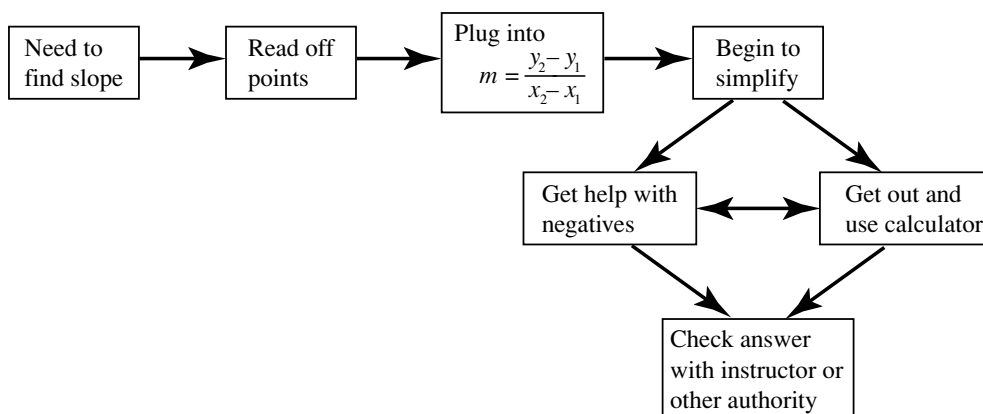 Need to
find slope
Read off
points
Plug into
m = y₂ – y₁
x₂ – x₁
Begin to
simplify
Get help with
negatives
Get out and
use calculator
Check answer
with instructor or
other authority